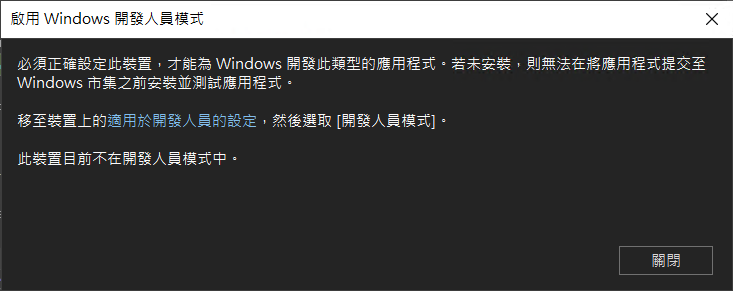 啟用 Windows 開發人員模式
必須正確設定此裝置，才能為 Windows 開發此類型的應用程式。若未安裝，則無法在將應用程式提交至
Windows 市集之前安裝並測試應用程式。
移至裝置上的適用於開發人員的設定，然後選取 [開發人員模式]。
此裝置目前不在開發人員模式中。
關閉